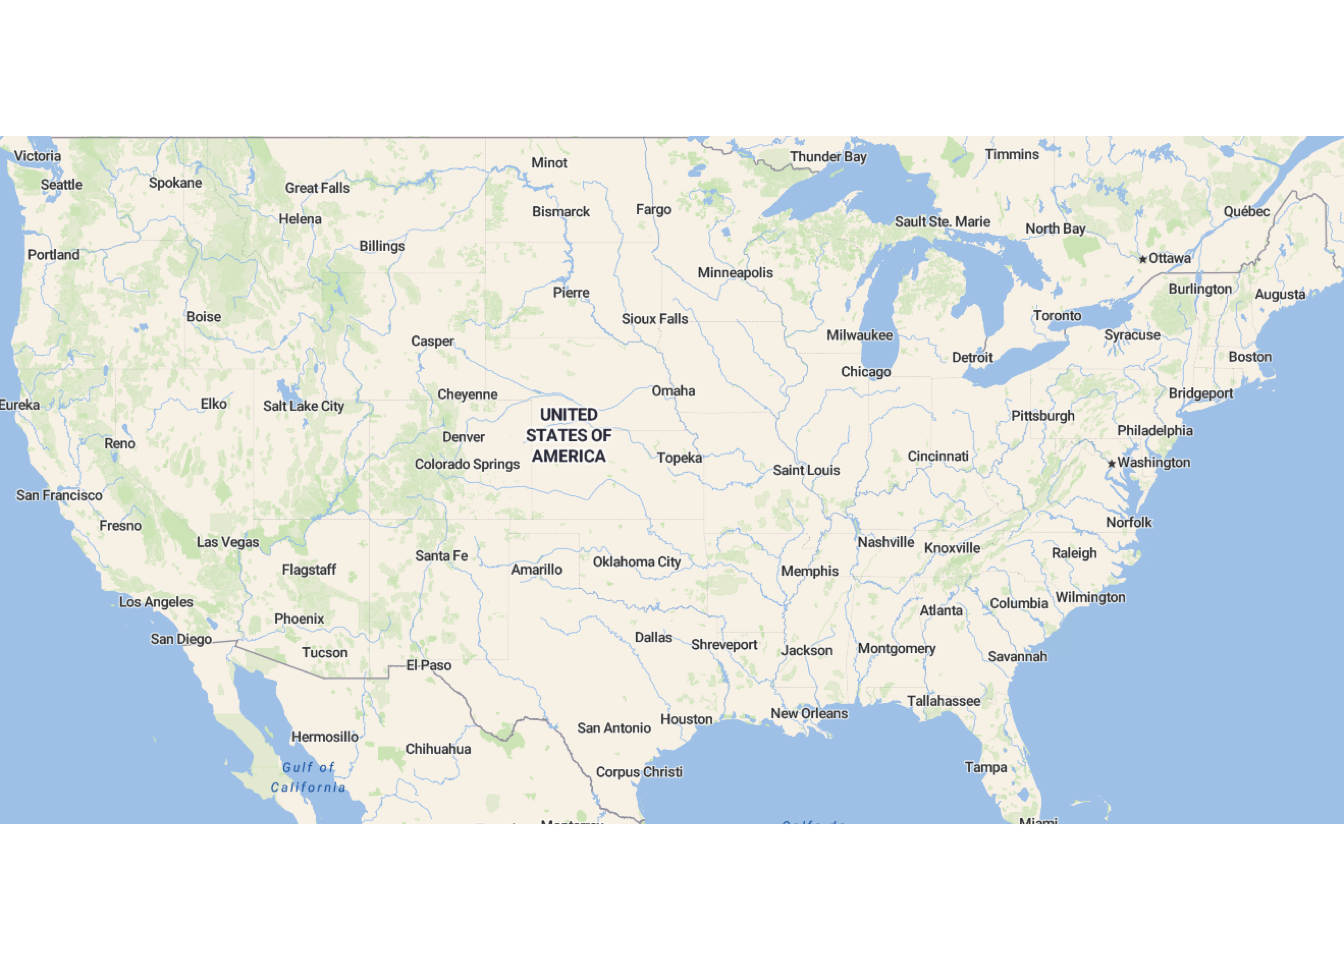 Victoria
Thunder Bay
Timmins
Minot
Seattle
Spokane
Great Falls
Bismarck
Fargo
Québec
Helena
Sault Ste. Marie
North Bay
Billings
Portland
Ottawa
Minneapolis
Pierre
Burlington
Augusta
Boise
Sioux Falls
Toronto
Casper
Milwaukee
Syracuse
Detroit
Boston
Chicago
Cheyenne
Omaha
Bridgeport
Eureka
Elko
Salt Lake City
UNITED
STATES OF
AMERICA
Pittsburgh
Reno
Denver
Philadelphia
Colorado Springs
Topeka
Saint Louis
Cincinnati
Washington
San Francisco
Fresno
Norfolk
Las Vegas
Nashville
Knoxville
Raleigh
Santa Fe
Flagstaff
Amarillo
Oklahoma City
Memphis
Los Angeles
Wilmington
Columbia
Atlanta
Phoenix
San Diego
Dallas
Shreveport
Jackson
Montgomery
Savannah
Tucson
El Paso
Tallahassee
New Orleans
Houston
San Antonio
Hermosillo
Chihuahua
Gulf of
California
Corpus Christi
Tampa
Monterrey
Miami